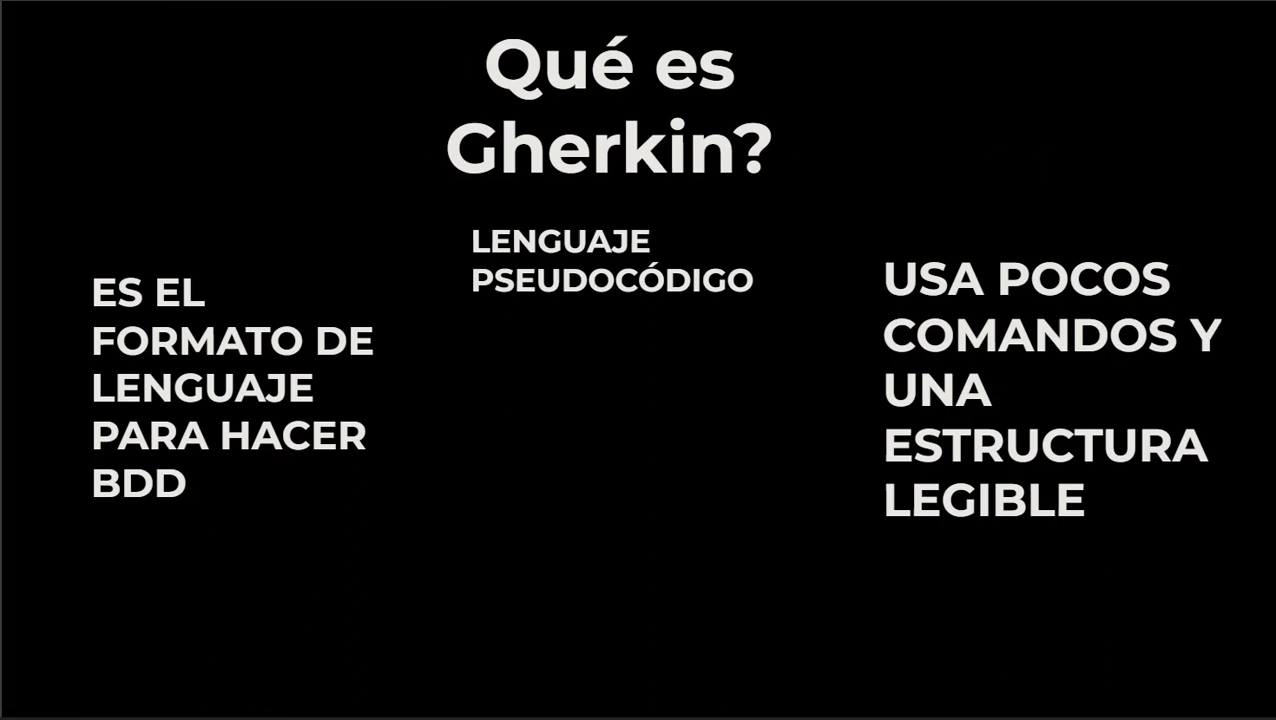 Qué es
Gherkin?
ES EL
FORMATO DE
LENGUAJE
PARA HACER
BDD
LENGUAJE
PSEUDOCÓDIGO
USA POCOS
COMANDOS Y
UNA
ESTRUCTURA
LEGIBLE